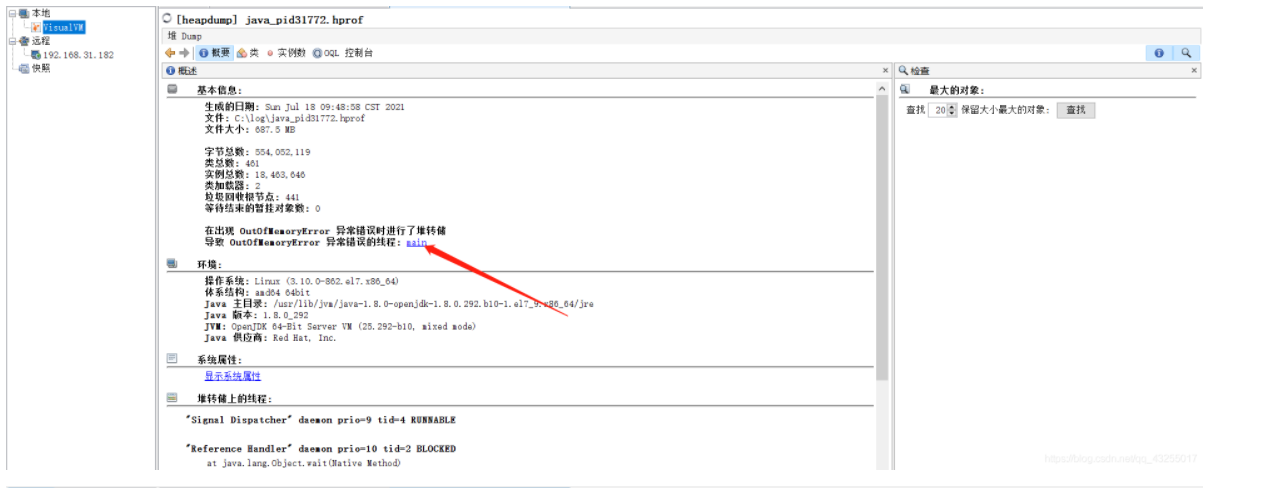 本地
VisualVM
远程
192.168.31.182
快照
[heapdump] java_pid31772.hprof
堆 Dump
概要 类 实例数 OQL 控制台
概述
基本信息:
生成的日期: Sun Jul 18 09:48:58 CST 2021
文件: C:\log\java_pid31772.hprof
文件大小: 687.5 MB
字节总数: 554,052,119
类总数: 461
实例总数: 18,463,646
类加载器: 2
垃圾回收根节点: 441
等待结束的暂挂对象数: 0
在出现 OutOfMemoryError 异常错误时进行了堆转储
导致 OutOfMemoryError 异常错误的线程: main
环境:
操作系统: Linux (3.10.0-862.el7.x86_64)
体系结构: amd64 64bit
Java 主目录: /usr/lib/jvm/java-1.8.0-openjdk-1.8.0.292.b10-1.el7_9.x86_64/jre
Java 版本: 1.8.0_292
JVM: OpenJDK 64-Bit Server VM (25.292-b10, mixed mode)
Java 供应商: Red Hat, Inc.
系统属性:
显示系统属性
堆转储上的线程:
"Signal Dispatcher" daemon prio=9 tid=4 RUNNABLE
"Reference Handler" daemon prio=10 tid=2 BLOCKED
at java.lang.Object.wait(Native Method)
检查
最大的对象:
查找 20 保留大小最大的对象: 查找
https://blog.csdn.net/qq_43255017